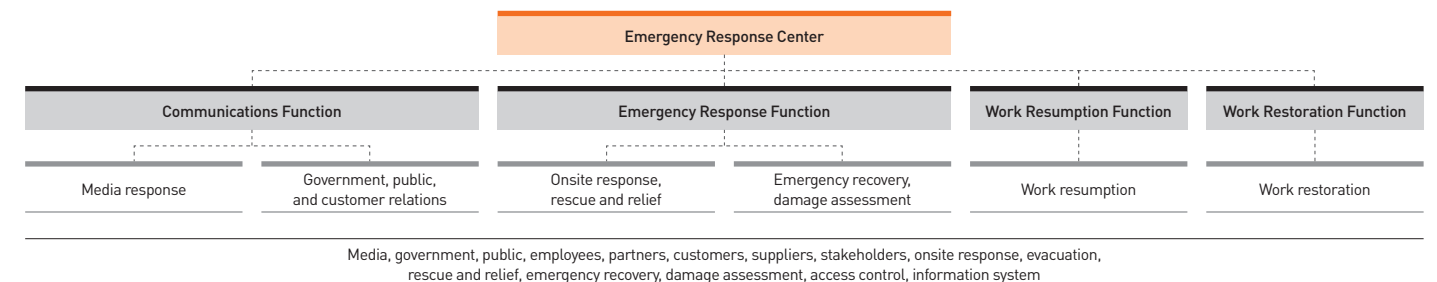 Emergency Response Center
Communications Function
Emergency Response Function
Work Resumption Function
Work Restoration Function
Media response
Government, public,
and customer relations
Onsite response,
rescue and relief
Emergency recovery,
damage assessment
Work resumption
Work restoration
Media, government, public, employees, partners, customers, suppliers, stakeholders, onsite response, evacuation,
rescue and relief, emergency recovery, damage assessment, access control, information system